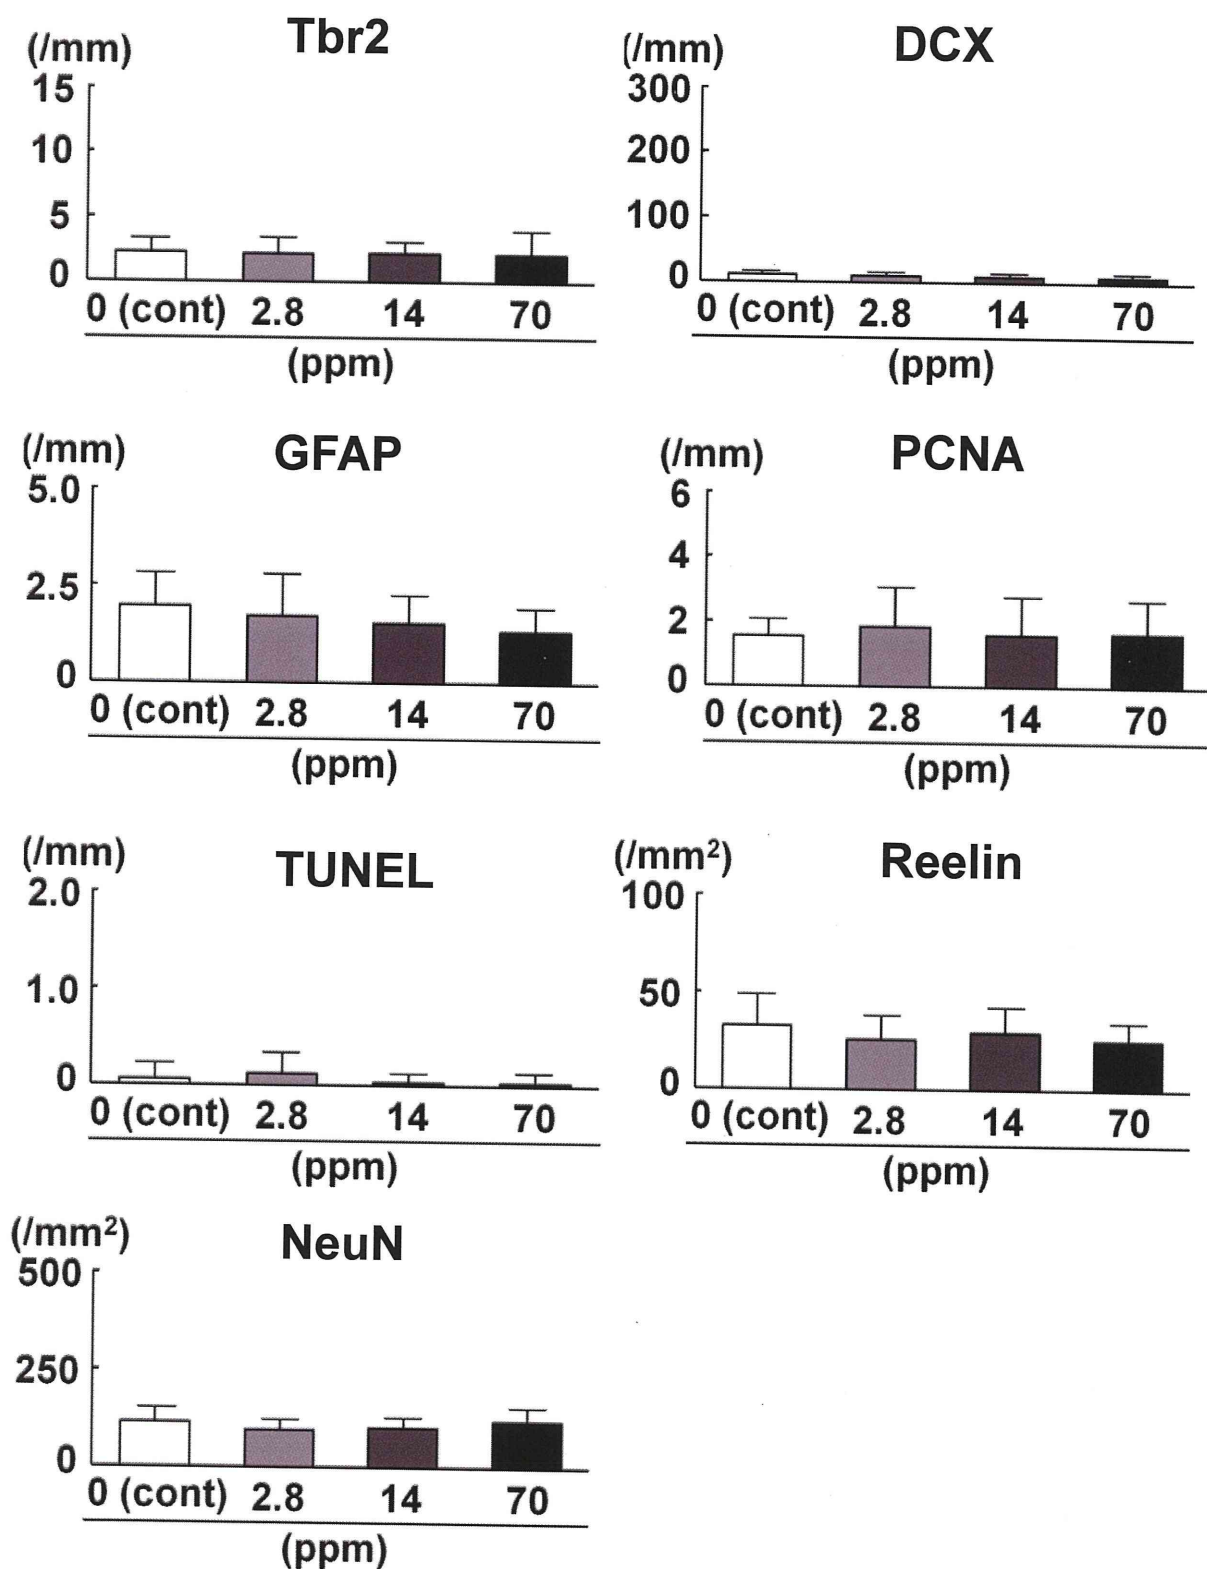 Tbr2
(/mm)
15
10
5
0
0 (cont) 2.8 14 70
(ppm)
DCX
(/mm)
300
200
100
0
0 (cont) 2.8 14 70
(ppm)
GFAP
(/mm)
5.0
2.5
0
0 (cont) 2.8 14 70
(ppm)
PCNA
(/mm)
6
4
2
0
0 (cont) 2.8 14 70
(ppm)
TUNEL
(/mm)
2.0
1.0
0
0 (cont) 2.8 14 70
(ppm)
Reelin
(/mm²)
100
50
0
0 (cont) 2.8 14 70
(ppm)
NeuN
(/mm²)
500
250
0
0 (cont) 2.8 14 70
(ppm)